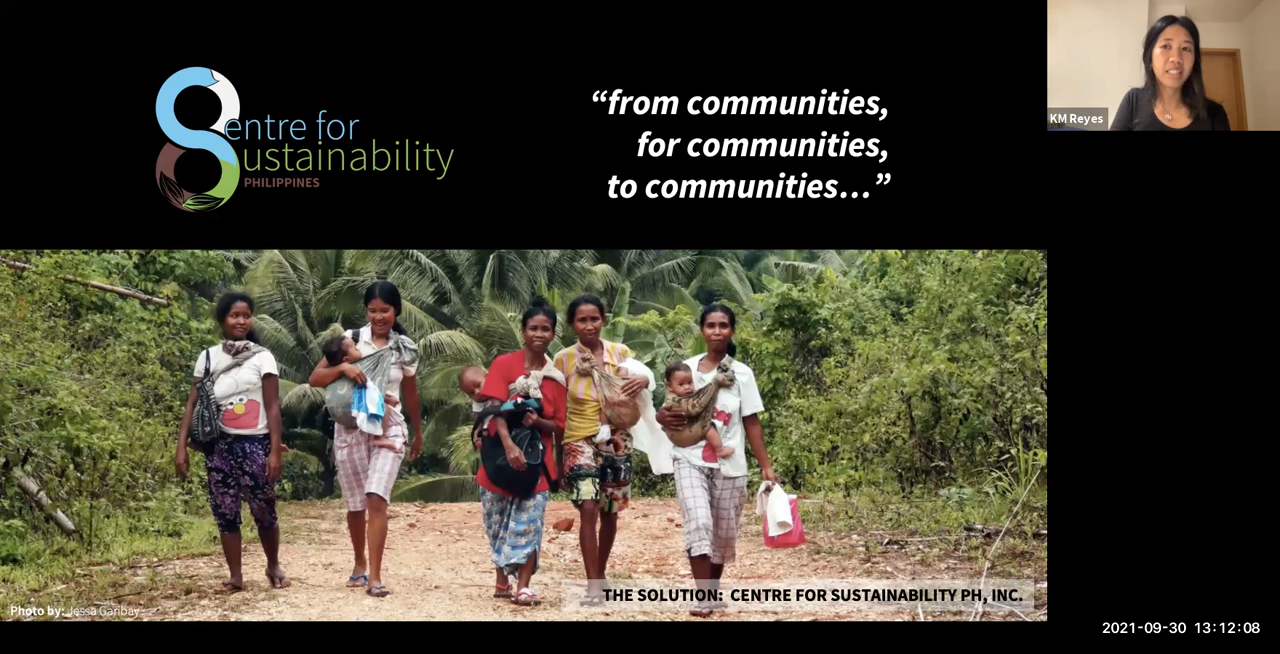 Centre for
Sustainability
PHILIPPINES
“from communities,
for communities,
to communities...”
KM Reyes
THE SOLUTION: CENTRE FOR SUSTAINABILITY PH, INC.
Photo by: Jessa Garibay
2021-09-30 13:12:08